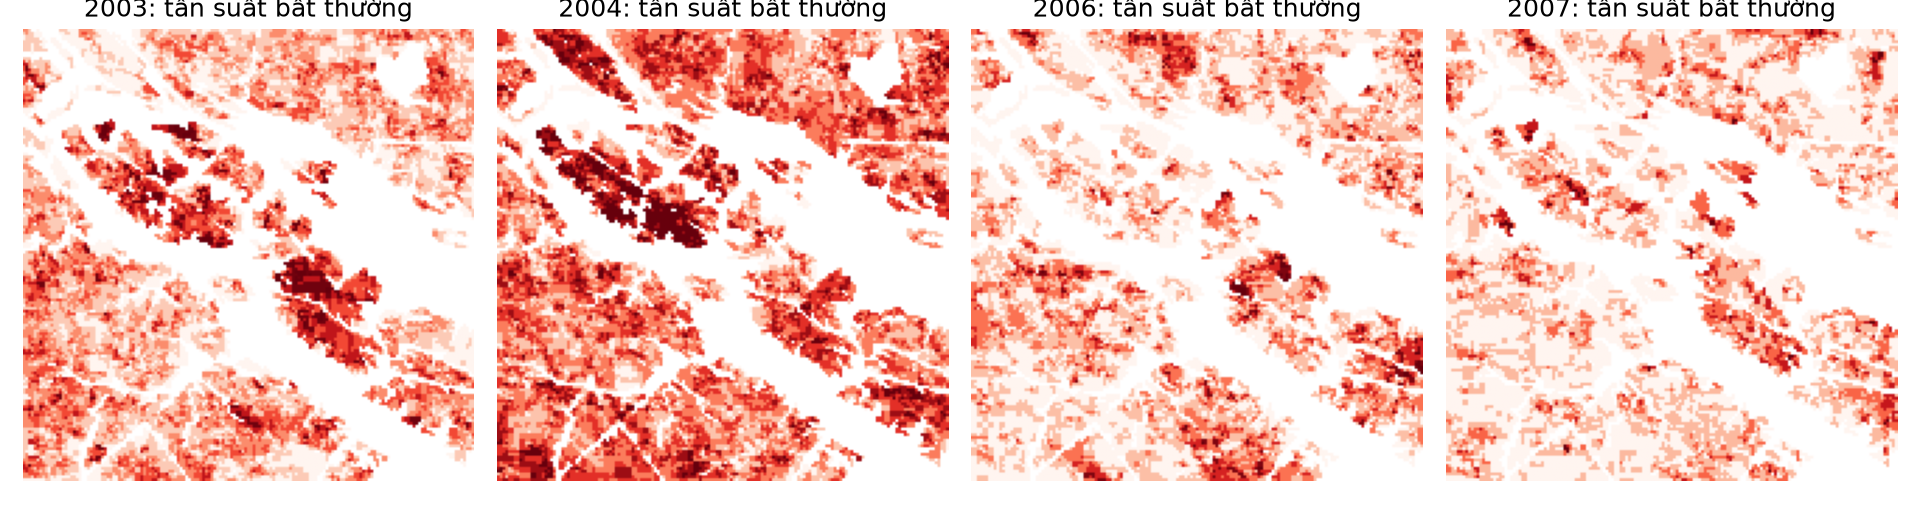 2003: tần suất bất thường
2004: tần suất bất thường
2006: tần suất bất thường
2007: tần suất bất thường